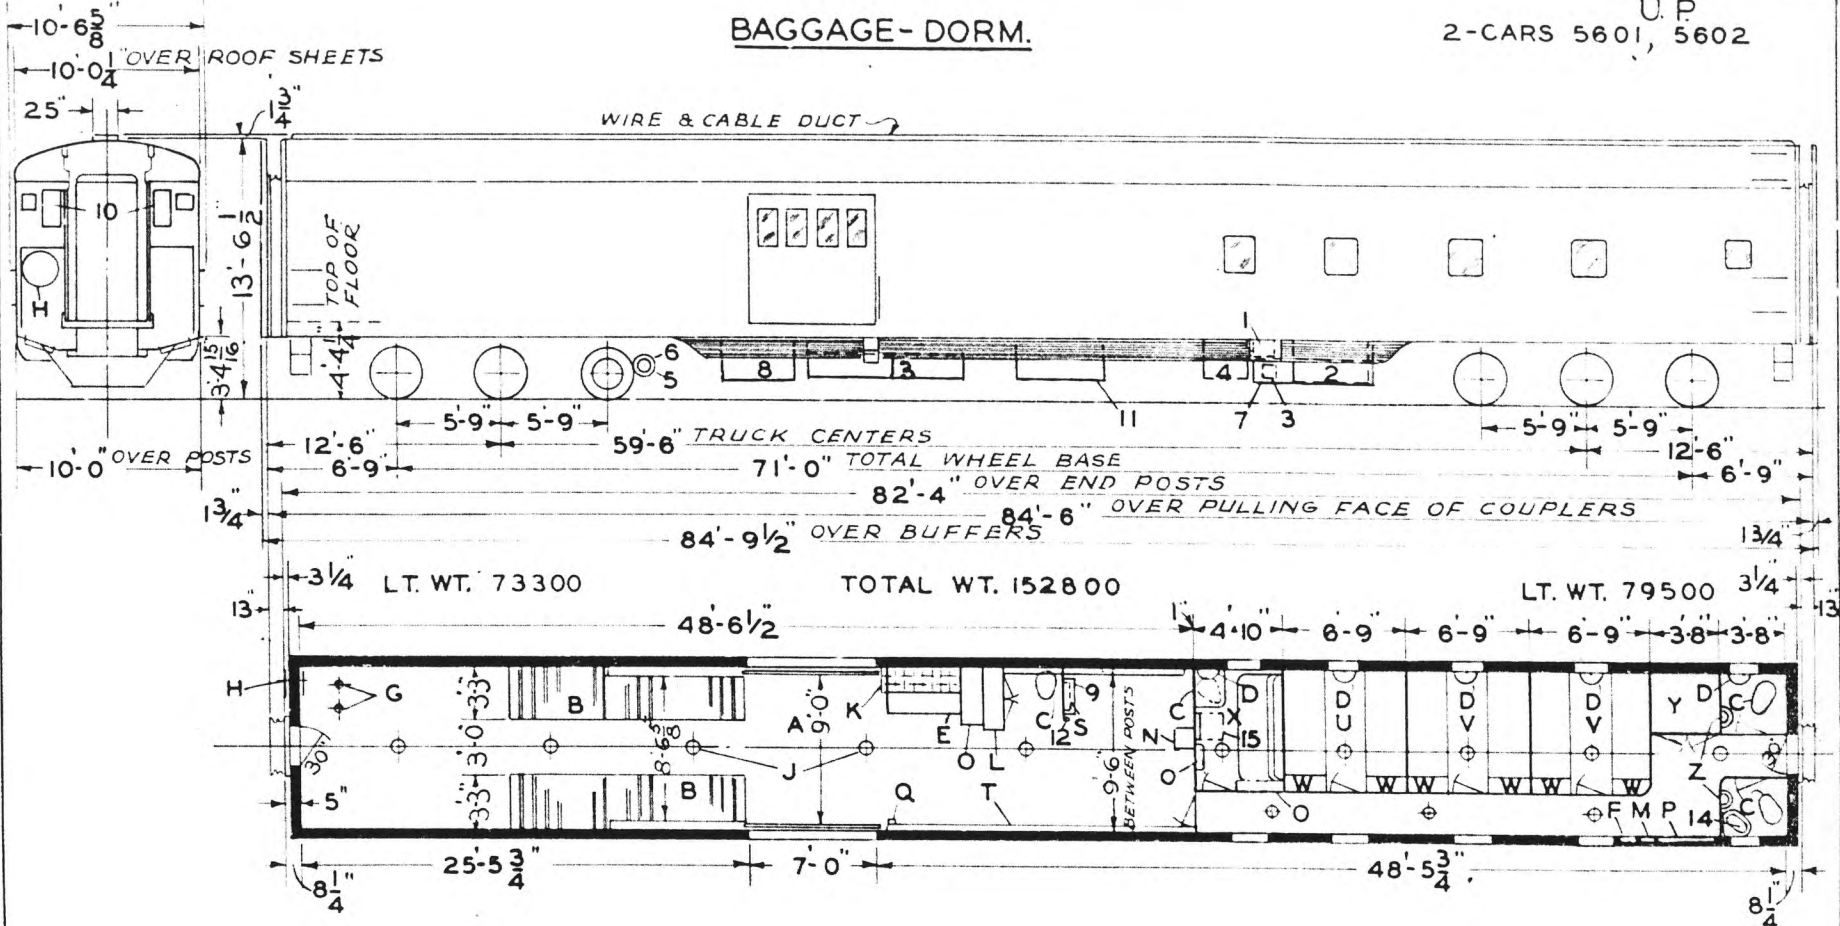 BAGGAGE-DORM.
U.P.
2-CARS 5601, 5602
10'-6 5/8"
10'-0 1/4" OVER ROOF SHEETS
25"
1 3/4"
WIRE & CABLE DUCT
10
H
13'-6 1/2"
TOP OF FLOOR
3'-4 15/16"
4'-4 1/4"
6
5
8
3
11
4
1
7
3
2
5'-9" 5'-9"
5'-9" 5'-9"
12'-6"
59'-6" TRUCK CENTERS
12'-6"
10'-0" OVER POSTS
6'-9"
71'-0" TOTAL WHEEL BASE
6'-9"
82'-4" OVER END POSTS
1 3/4"
84'-6" OVER PULLING FACE OF COUPLERS
84'-9 1/2" OVER BUFFERS
1 3/4"
3 1/4" LT. WT. 73300
TOTAL WT. 152800
LT. WT. 79500
3 1/4"
13"
13"
48'-6 1/2"
1"
4'-10" 6'-9" 6'-9" 6'-9" 3'-8" 3'-8"
H
G
33"
3'-0"
33"
B
B
8'-6 5/8"
J
A
9'-0"
K
E
O
L
C
12
S
9
Q
T
9'-6" BETWEEN POSTS
C
N
O
D
X
15
O
D
U
D
V
D
V
W W W W W W
Y
D
C
Z
F M P 14
C
30"
30"
5"
8 1/4"
25'-5 3/4"
7'-0"
48'-5 3/4"
8 1/4"